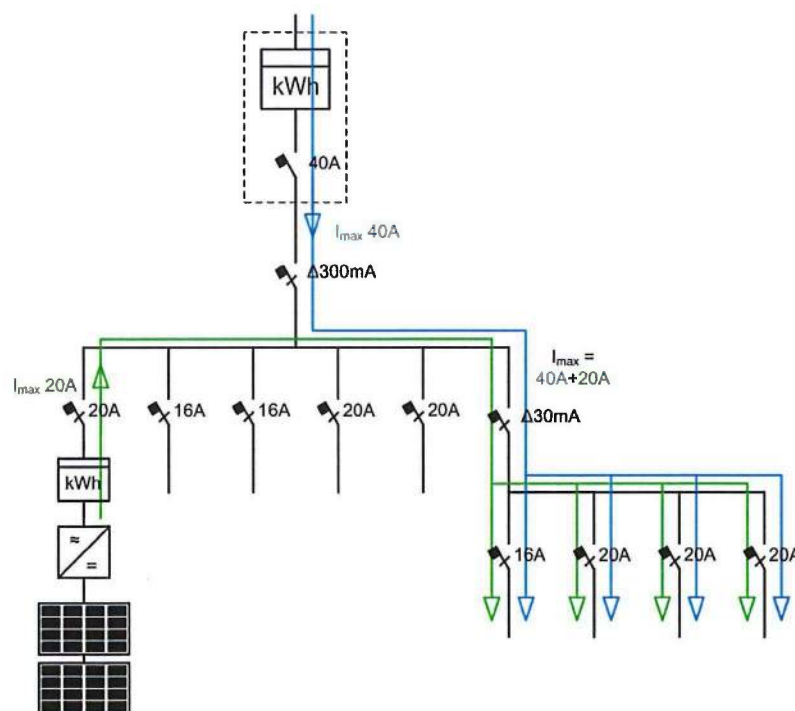 kWh
40A
Imax 40A
Δ300mA
Imax =
40A+20A
Imax 20A
20A
16A
16A
20A
20A
Δ30mA
kWh
≈
=
16A
20A
20A
20A